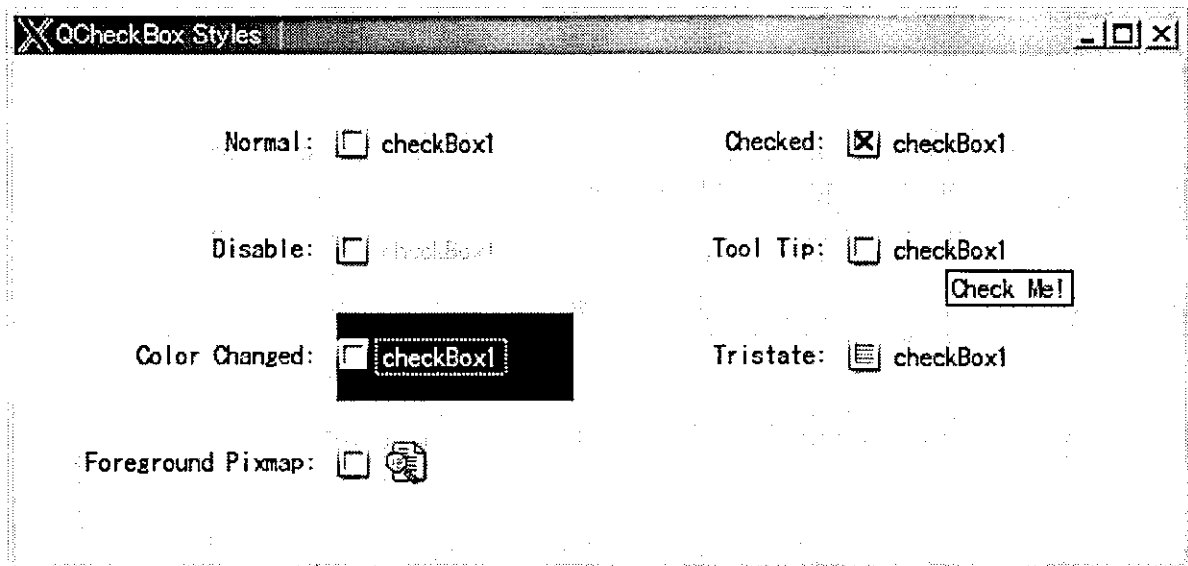 QCheckBox Styles
Normal: checkBox1
Checked: checkBox1
Disable: checkBox1
Tool Tip: checkBox1
Check Me!
Color Changed: checkBox1
Tristate: checkBox1
Foreground Pixmap: